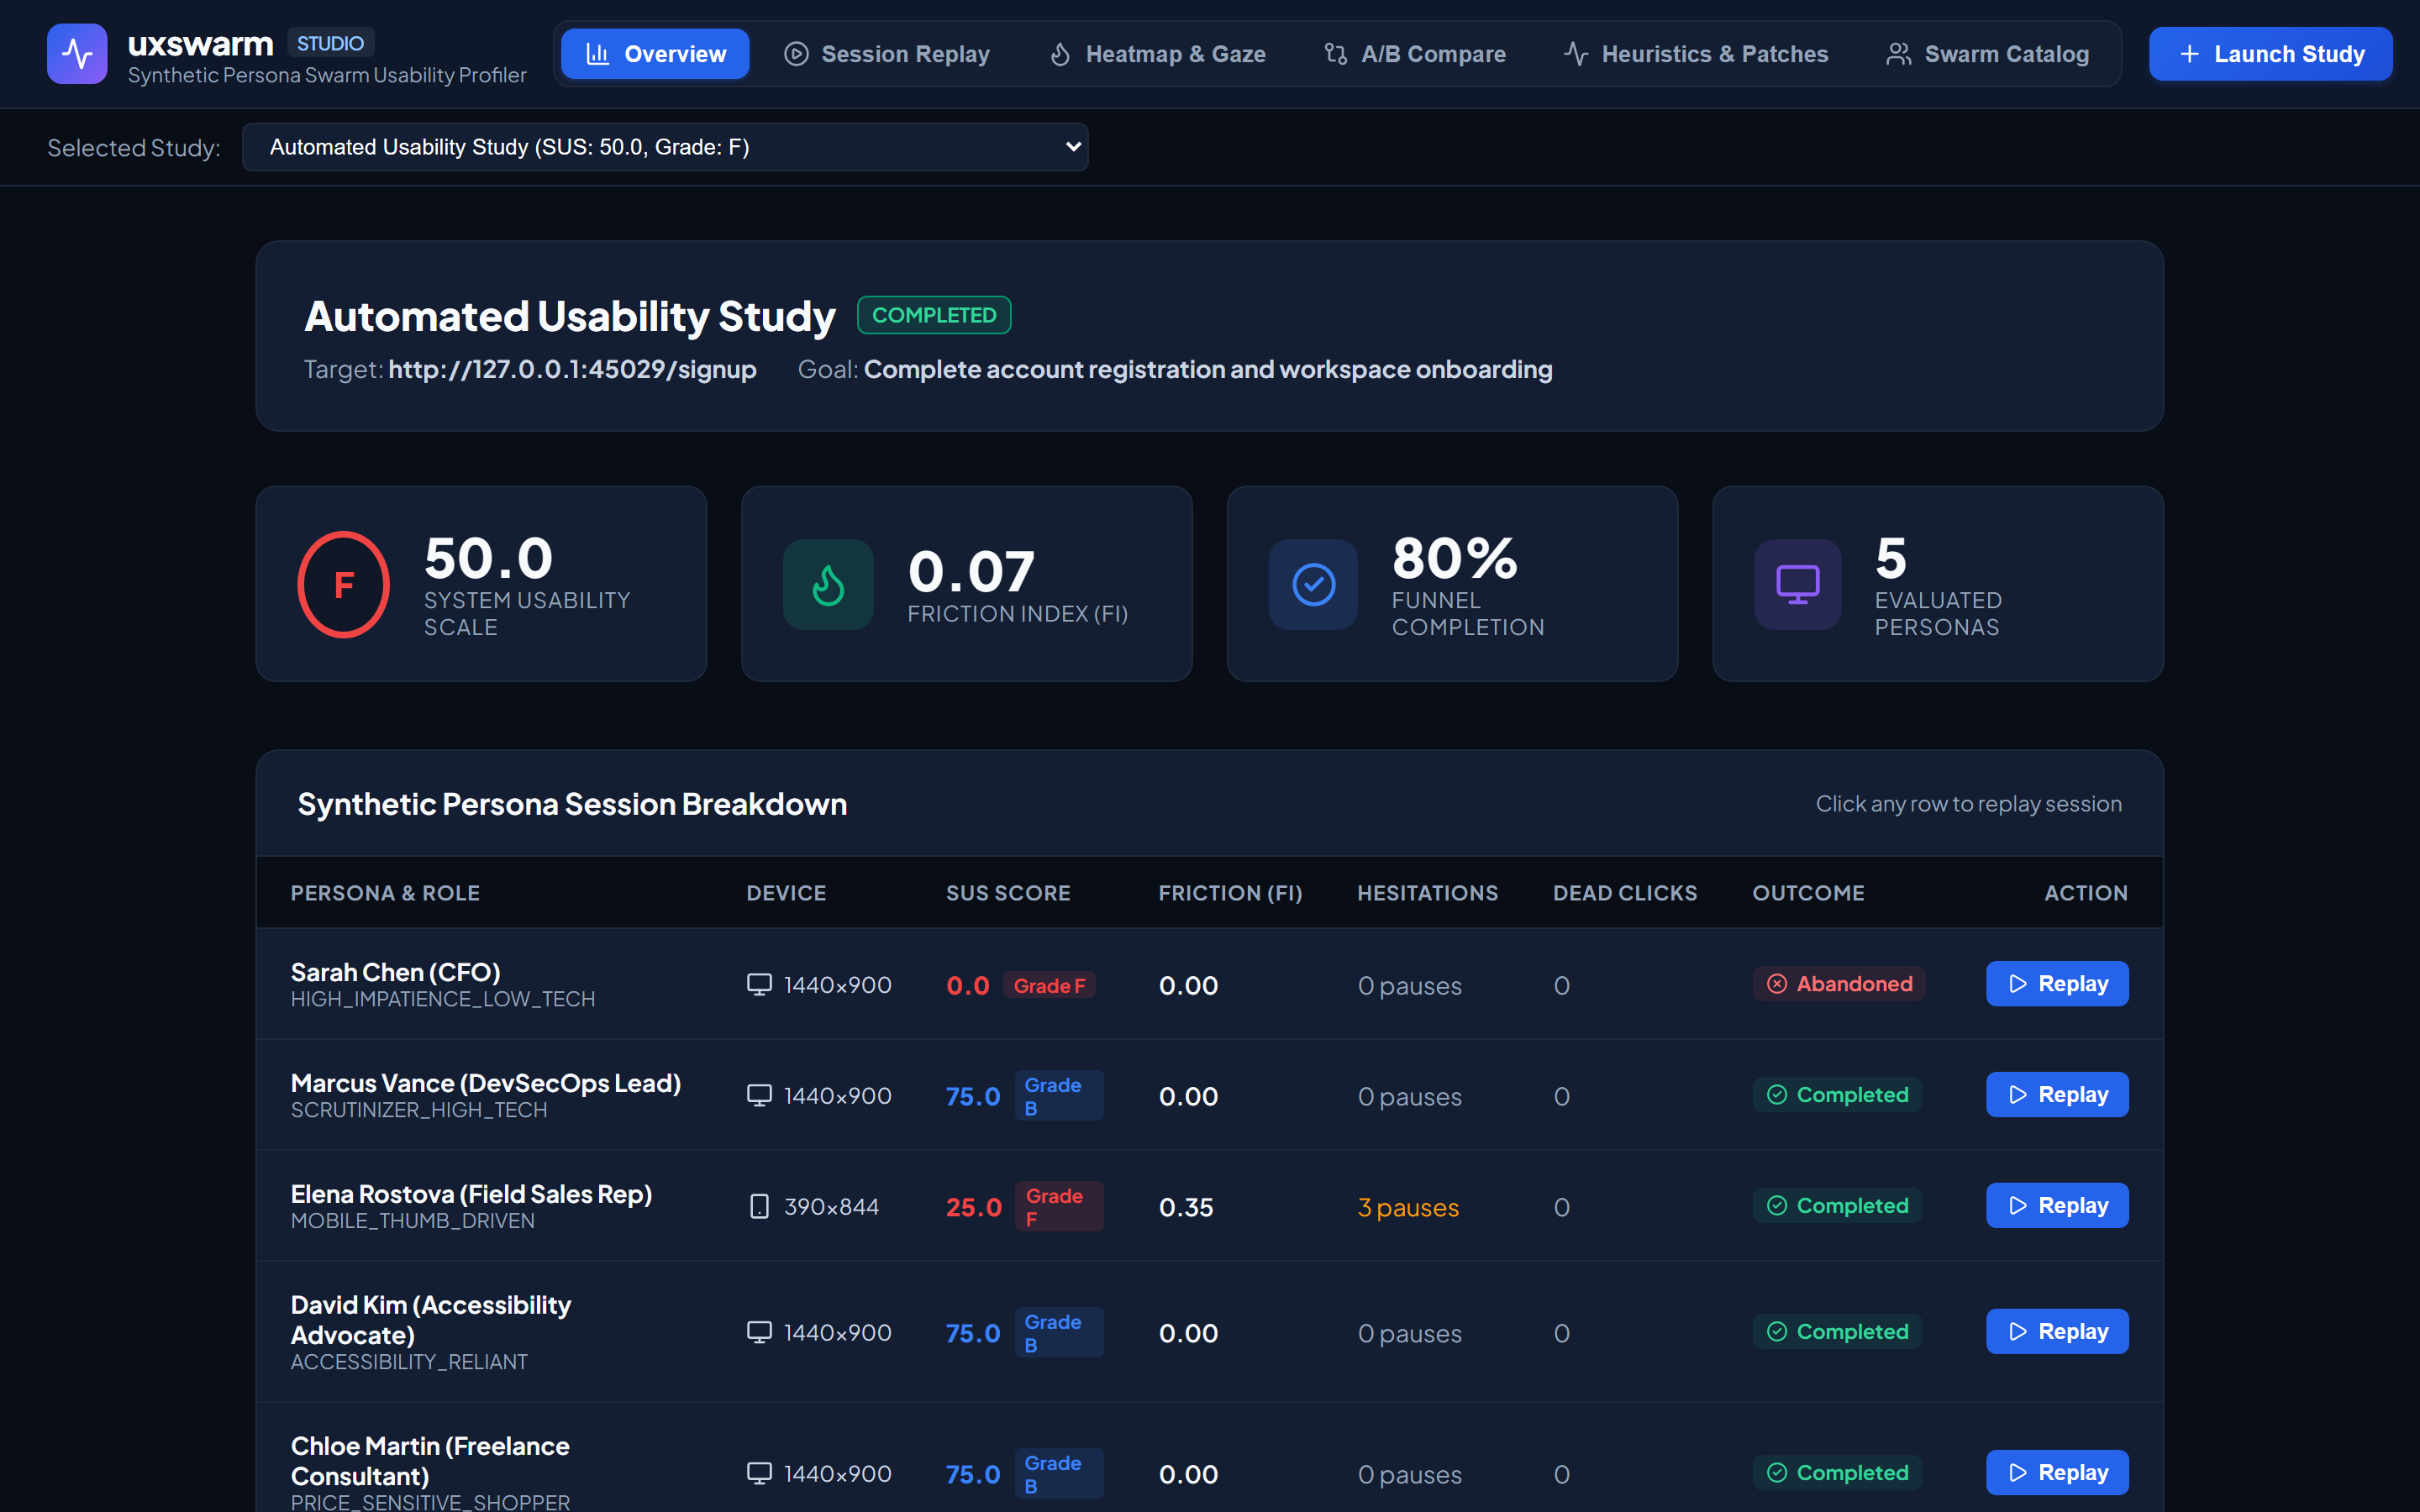 uxswarm STUDIO
Synthetic Persona Swarm Usability Profiler
Overview
Session Replay
Heatmap & Gaze
A/B Compare
Heuristics & Patches
Swarm Catalog
Launch Study
Selected Study:
Automated Usability Study (SUS: 50.0, Grade: F)
Automated Usability Study COMPLETED
Target: http://127.0.0.1:45029/signup Goal: Complete account registration and workspace onboarding
F
50.0
SYSTEM USABILITY
SCALE
0.07
FRICTION INDEX (FI)
80%
FUNNEL
COMPLETION
5
EVALUATED
PERSONAS
Synthetic Persona Session Breakdown
Click any row to replay session
PERSONA & ROLE DEVICE SUS SCORE FRICTION (FI) HESITATIONS DEAD CLICKS OUTCOME ACTION
Sarah Chen (CFO)
HIGH_IMPATIENCE_LOW_TECH
1440×900
0.0 Grade F
0.00
0 pauses
0
Abandoned
Replay
Marcus Vance (DevSecOps Lead)
SCRUTINIZER_HIGH_TECH
1440×900
75.0 Grade
B
0.00
0 pauses
0
Completed
Replay
Elena Rostova (Field Sales Rep)
MOBILE_THUMB_DRIVEN
390×844
25.0 Grade
F
0.35
3 pauses
0
Completed
Replay
David Kim (Accessibility
Advocate)
ACCESSIBILITY_RELIANT
1440×900
75.0 Grade
B
0.00
0 pauses
0
Completed
Replay
Chloe Martin (Freelance
Consultant)
PRICE_SENSITIVE_SHOPPER
1440×900
75.0 Grade
B
0.00
0 pauses
0
Completed
Replay